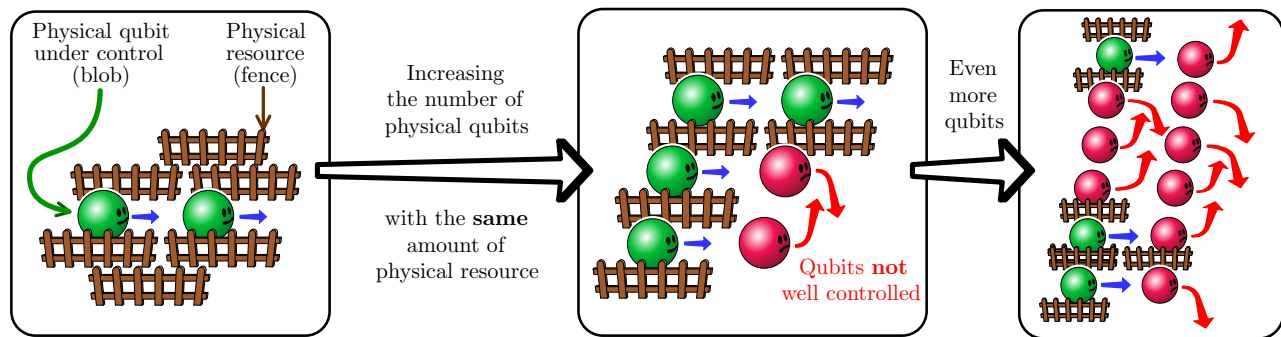 Physical qubit
under control
(blob)
Physical
resource
(fence)
Increasing
the number of
physical qubits
with the same
amount of
physical resource
Qubits not
well controlled
Even
more
qubits